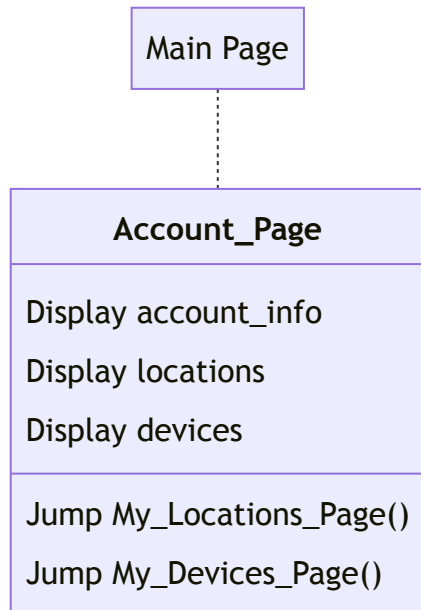 Main Page
Account_Page
Display account_info
Display locations
Display devices
Jump My_Locations_Page()
Jump My_Devices_Page()